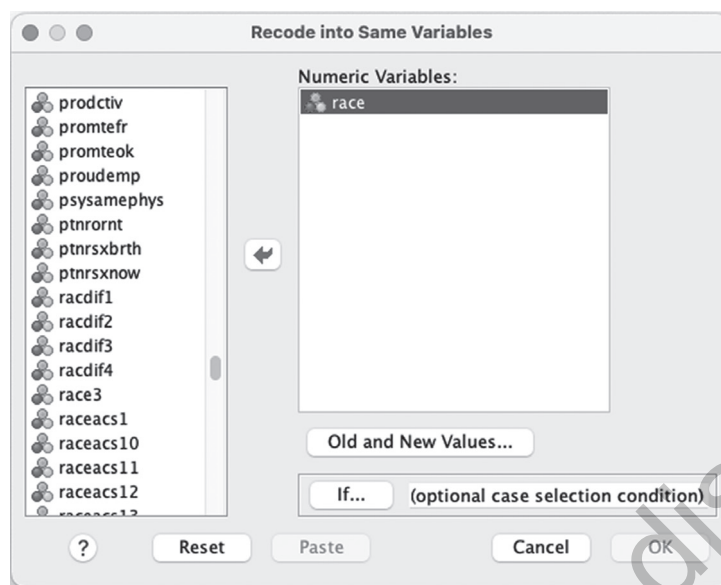 Recode into Same Variables
Numeric Variables:
prodctiv
promtefr
promteok
proudemp
psysamephys
ptnrornt
ptnrsxbrth
ptnrsxnow
racdif1
racdif2
racdif3
racdif4
race3
raceacs1
raceacs10
raceacs11
raceacs12
race
Old and New Values...
If... (optional case selection condition)
? Reset Paste Cancel OK